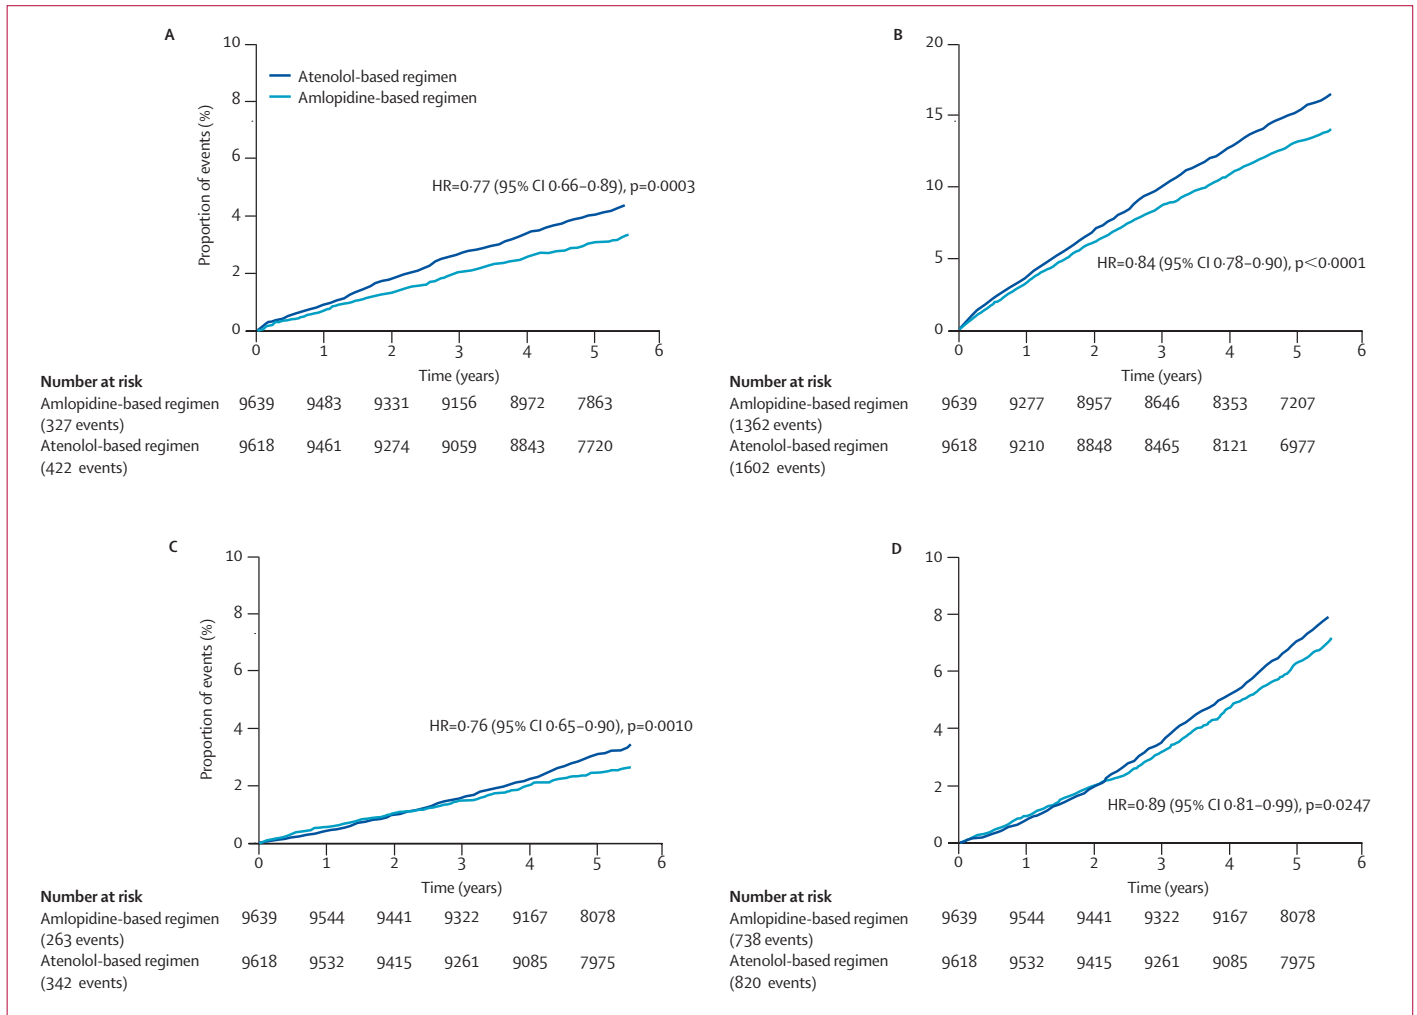 A
10
8
6
4
2
0
Proportion of events (%)
Atenolol-based regimen
Amlopidine-based regimen
HR=0·77 (95% CI 0·66–0·89), p=0·0003
0 1 2 3 4 5 6
Time (years)
Number at risk
Amlopidine-based regimen 9639 9483 9331 9156 8972 7863
(327 events)
Atenolol-based regimen 9618 9461 9274 9059 8843 7720
(422 events)
B
20
15
10
5
0
HR=0·84 (95% CI 0·78–0·90), p<0·0001
0 1 2 3 4 5 6
Time (years)
Number at risk
Amlopidine-based regimen 9639 9277 8957 8646 8353 7207
(1362 events)
Atenolol-based regimen 9618 9210 8848 8465 8121 6977
(1602 events)
C
10
8
6
4
2
0
Proportion of events (%)
HR=0·76 (95% CI 0·65–0·90), p=0·0010
0 1 2 3 4 5 6
Time (years)
Number at risk
Amlopidine-based regimen 9639 9544 9441 9322 9167 8078
(263 events)
Atenolol-based regimen 9618 9532 9415 9261 9085 7975
(342 events)
D
10
8
6
4
2
0
HR=0·89 (95% CI 0·81–0·99), p=0·0247
0 1 2 3 4 5 6
Time (years)
Number at risk
Amlopidine-based regimen 9639 9544 9441 9322 9167 8078
(738 events)
Atenolol-based regimen 9618 9532 9415 9261 9085 7975
(820 events)